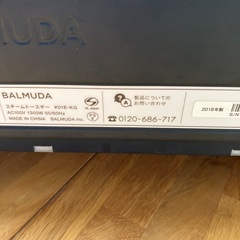 MUDA
BALMUDA
スチームトースター K01E-KG
AC100V 1300W 50/60Hz
MADE IN CHINA BALMUDA Inc.
製品についての
お問い合わせ
0120-686-717
2018年製
S/N